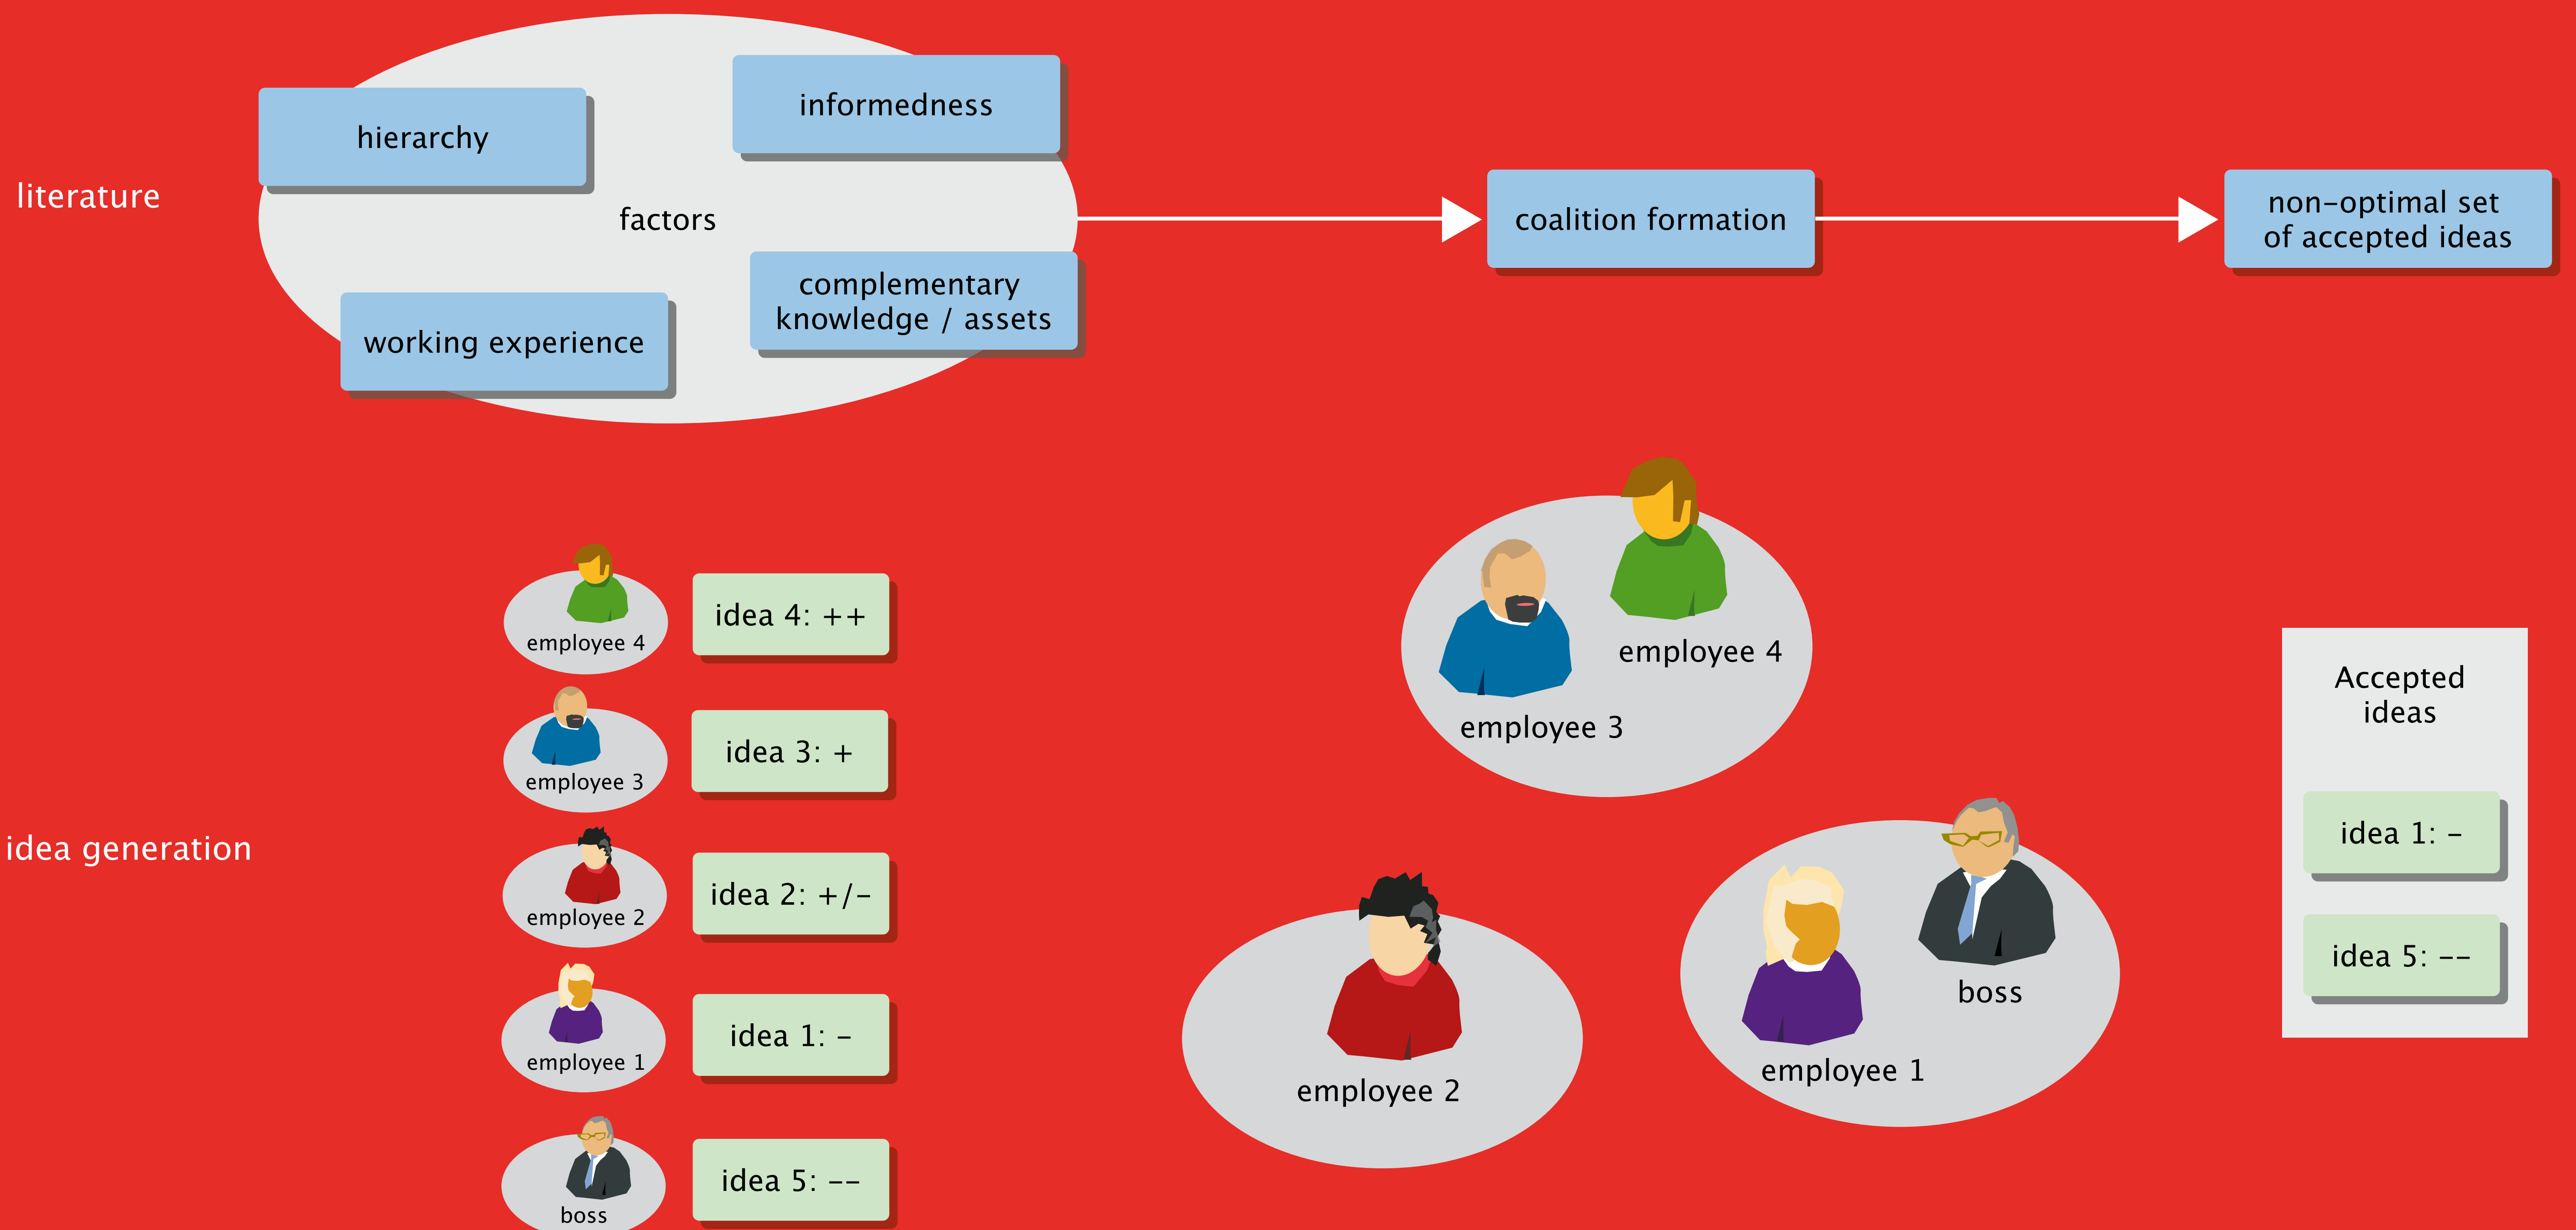 literature
hierarchy
informedness
factors
working experience
complementary
knowledge / assets
coalition formation
non-optimal set
of accepted ideas
idea generation
employee 4
idea 4: ++
employee 3
idea 3: +
employee 2
idea 2: +/-
employee 1
idea 1: -
boss
idea 5: --
employee 4
employee 3
employee 2
boss
employee 1
Accepted
ideas
idea 1: -
idea 5: --